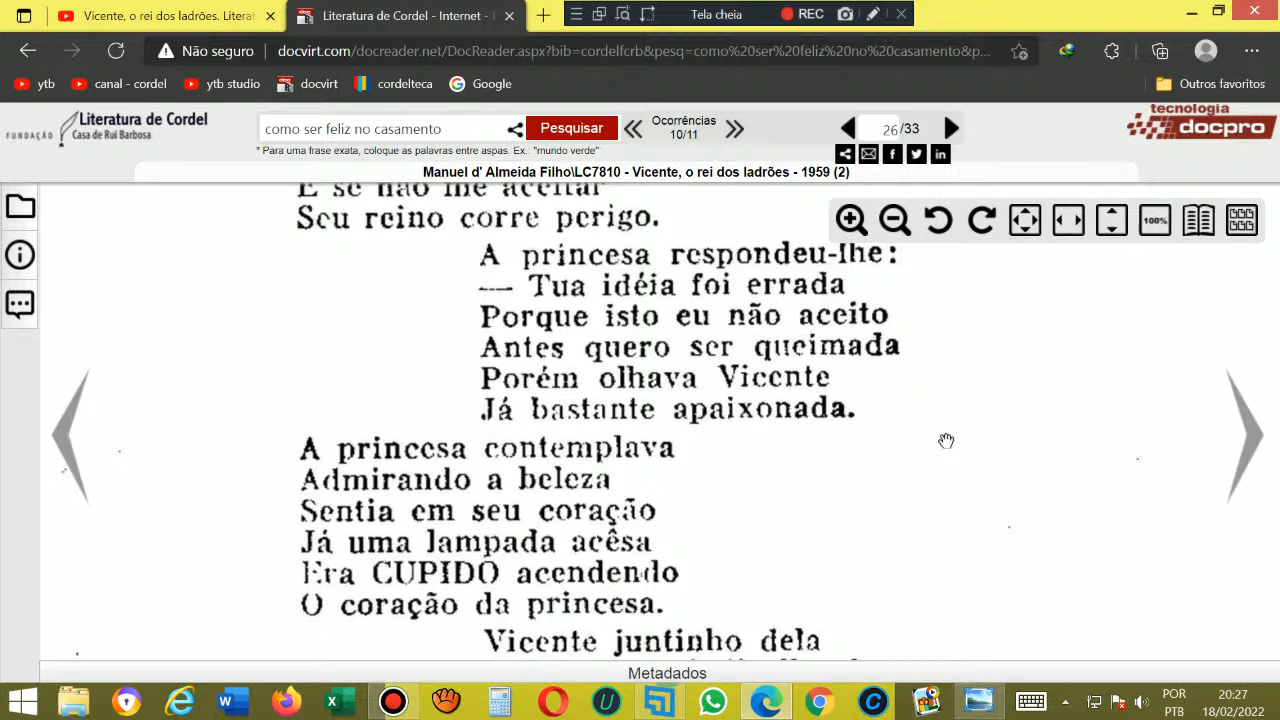 Vicente, o rei dos ladrões. Literat
Literatura de Cordel - Internet - I
Tela cheia
REC
Não seguro
docvirt.com/docreader.net/DocReader.aspx?bib=cordelfcrb&pesq=como%20ser%20feliz%20no%20casamento&p...
ytb
canal - cordel
ytb studio
docvirt
cordelteca
Google
Outros favoritos
FUNDAÇÃO
Literatura de Cordel
Casa de Rui Barbosa
como ser feliz no casamento
Pesquisar
Ocorrências
10/11
26/33
tecnologia
docpro
* Para uma frase exata, coloque as palavras entre aspas. Ex.: "mundo verde"
Manuel d' Almeida Filho\LC7810 - Vicente, o rei dos ladrões - 1959 (2)
100%
E se não me aceitar
Seu reino corre perigo.
A princesa respondeu-lhe:
— Tua idéia foi errada
Porque isto eu não aceito
Antes quero ser queimada
Porém olhava Vicente
Já bastante apaixonada.
A princesa contemplava
Admirando a beleza
Sentia em seu coração
Já uma lampada acêsa
Era CUPIDO acendendo
O coração da princesa.
Vicente juntinho dela
Metadados
POR
PTB
20:27
18/02/2022